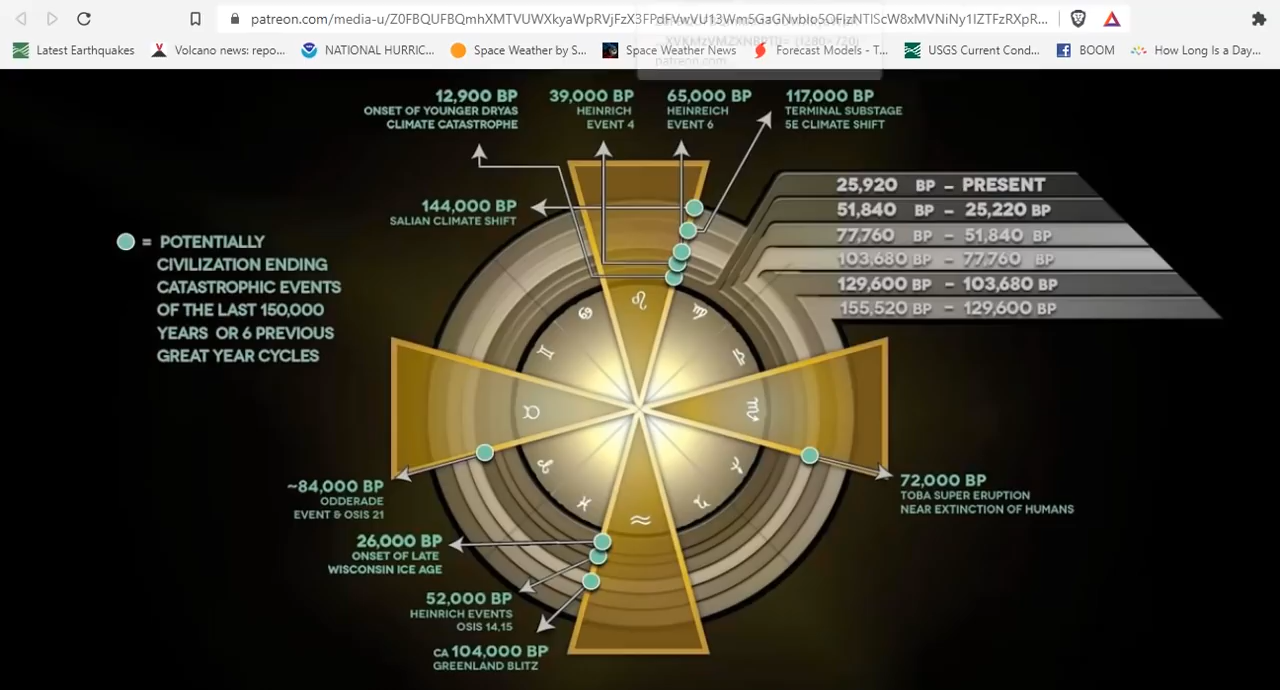 patreon.com/media-u/
Latest Earthquakes
Volcano news: repo...
NATIONAL HURRIC...
Space Weather by S...
Space Weather News
Forecast Models - T...
USGS Current Cond...
BOOM
How Long Is a Day...
patreon.com
12,900 BP
ONSET OF YOUNGER DRYAS
CLIMATE CATASTROPHE
39,000 BP
HEINRICH
EVENT 4
65,000 BP
HEINREICH
EVENT 6
117,000 BP
TERMINAL SUBSTAGE
5E CLIMATE SHIFT
144,000 BP
SALIAN CLIMATE SHIFT
25,920 BP - PRESENT
51,840 BP - 25,220 BP
77,760 BP - 51,840 BP
103,680 BP - 77,760 BP
129,600 BP - 103,680 BP
155,520 BP - 129,600 BP
= POTENTIALLY
CIVILIZATION ENDING
CATASTROPHIC EVENTS
OF THE LAST 150,000
YEARS OR 6 PREVIOUS
GREAT YEAR CYCLES
♌
♋
♍
♊
♎
♉
♏
♈
♐
♓
♑
♒
~84,000 BP
ODDERADE
EVENT & OSIS 21
72,000 BP
TOBA SUPER ERUPTION
NEAR EXTINCTION OF HUMANS
26,000 BP
ONSET OF LATE
WISCONSIN ICE AGE
52,000 BP
HEINRICH EVENTS
OSIS 14,15
CA 104,000 BP
GREENLAND BLITZ